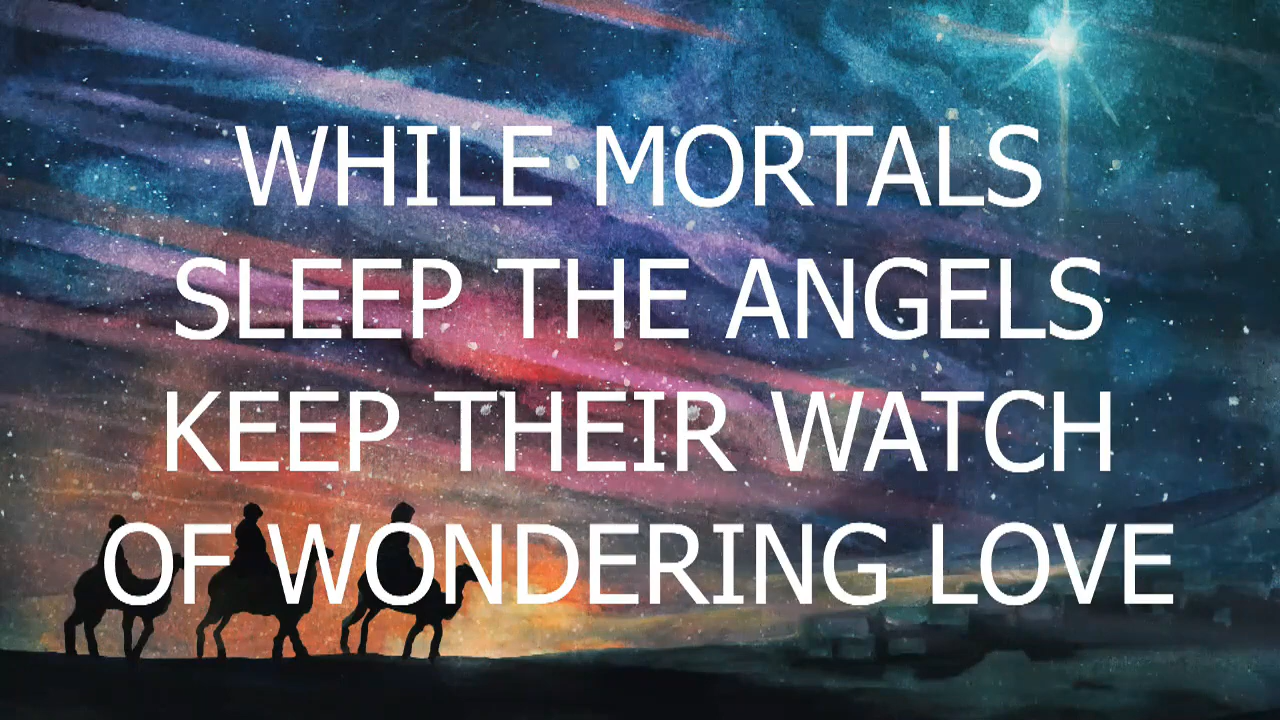 WHILE MORTALS
SLEEP THE ANGELS
KEEP THEIR WATCH
OF WONDERING LOVE